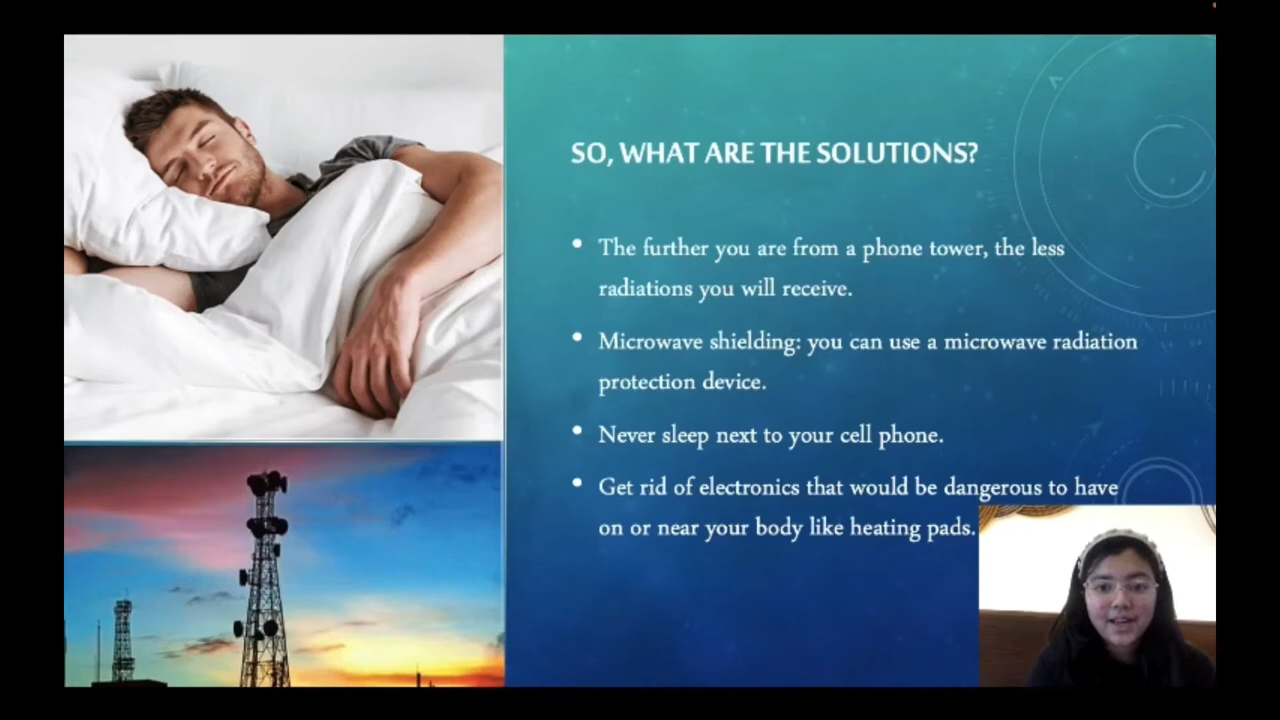 SO, WHAT ARE THE SOLUTIONS?
• The further you are from a phone tower, the less
radiations you will receive.
• Microwave shielding: you can use a microwave radiation
protection device.
• Never sleep next to your cell phone.
• Get rid of electronics that would be dangerous to have
on or near your body like heating pads.